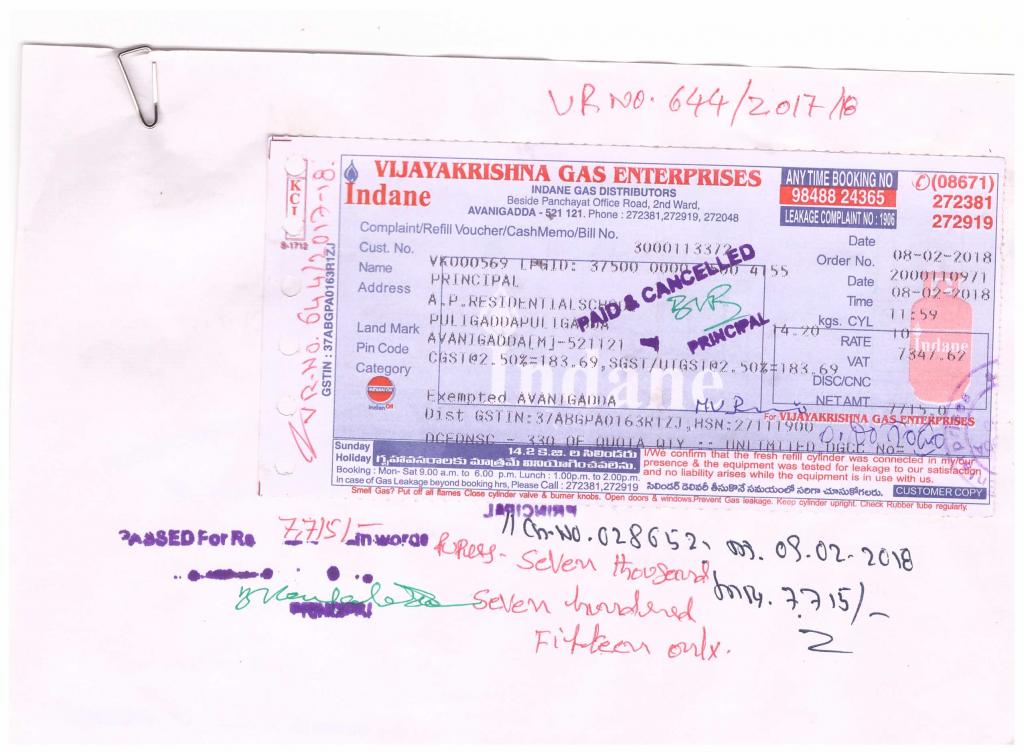 VR NO. 644/2017/18
VIJAYAKRISHNA GAS ENTERPRISES
Indane
INDANE GAS DISTRIBUTORS
Beside Panchayat Office Road, 2nd Ward,
AVANIGADDA - 521 121. Phone : 272381,272919, 272048
ANY TIME BOOKING NO
98488 24365
LEAKAGE COMPLAINT NO : 1906
(08671)
272381
272919
KCI
S-1712
VR-NO. 644/2017-18.
GSTIN : 37ABGPA0163R1ZJ
Complaint/Refill Voucher/CashMemo/Bill No.
Date 08-02-2018
Cust. No. VK000569 LPGID: 37500 4155
Order No. 2000110971
Name PRINCIPAL
Date 08-02-2018
Address A.P.RESIDENTIAL
Time 11:59
PULIGADDAPULIGADDA
kgs. CYL 14.20 10
Land Mark AVANIGADDA[M]-521121
RATE 7347.62
Pin Code CGST@2.50%=183.69,SGST/UTGST@2.50%=183.69
VAT
Category
DISC/CNC
NET AMT 7715.0
PAID & CANCELLED
PRINCIPAL
Indane
Indane
INDIAN OIL
IndianOil
Exempted AVANIGADDA
For VIJAYAKRISHNA GAS ENTERPRISES
Dist GSTIN:37ABGPA0163R1ZJ,HSN:27111900
- 330 OF QUOTA QTY :- UNLIMITED DGCC NO-
Sunday
Holiday
14.2 కె.జి.ల సిలిండరు
గృహావసరాలకు మాత్రమే వినియోగించవలెను.
I/We confirm that the fresh refill cylinder was connected in my/our
presence & the equipment was tested for leakage to our satisfaction
and no liability arises while the equipment is in use with us.
Booking : Mon- Sat 9.00 a.m. to 6.00 p.m. Lunch : 1.00p.m. to 2.00p.m.
In case of Gas Leakage beyond booking hrs, Please Call : 272381,272919
సిలిండర్ డెలివరీ తీసుకొనే సమయంలో సరిగా చూసుకోగలరు.
CUSTOMER COPY
Smell Gas? Put off all flames Close cylinder valve & burner knobs. Open doors & windows.Prevent Gas leakage. Keep cylinder upright. Check Rubber tube regularly.
PRINCIPAL
PASSED For Rs 7715/- in words Rupees - Seven thousand
Seven hundered
Fifteen only.
PRINCIPAL
Ch-No. 028652, 09.02-2018
7715/-